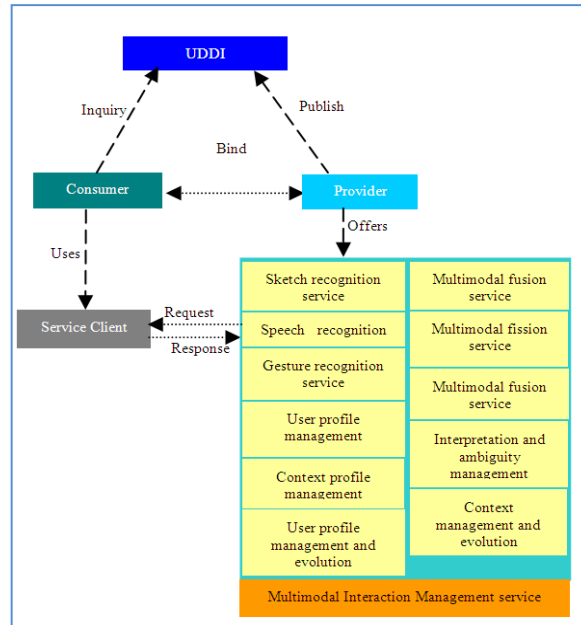 UDDI
Inquiry
Publish
Bind
Consumer
Provider
Uses
Offers
Service Client
Request
Response
Sketch recognition
service
Speech recognition
Gesture recognition
service
User profile
management
Context profile
management
User profile
management and
evolution
Multimodal fusion
service
Multimodal fission
service
Multimodal fusion
service
Interpretation and
ambiguity
management
Context
management and
evolution
Multimodal Interaction Management service